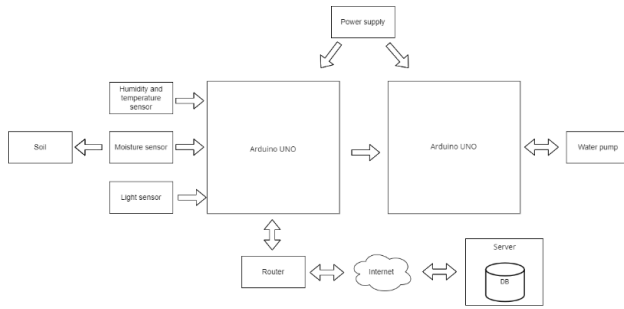 Power supply
Humidity and
temperature
sensor
Arduino UNO
Arduino UNO
Soil
Moisture sensor
Water pump
Light sensor
Router
Internet
Server
DB